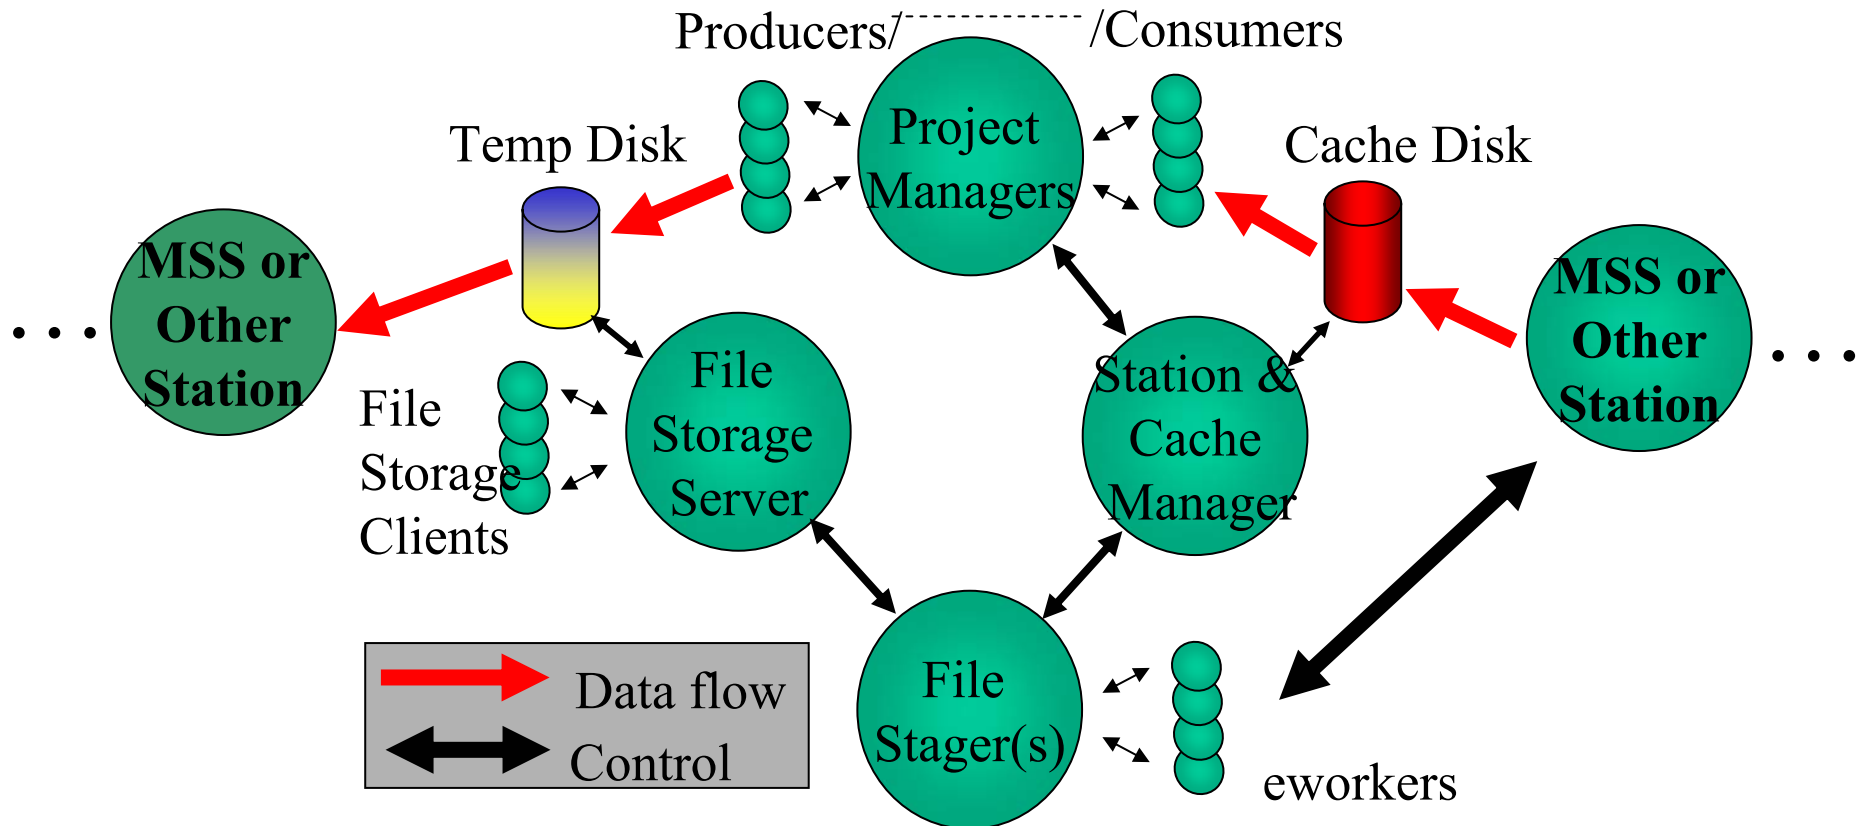 Producers/ /Consumers
Project
Managers
Temp Disk
Cache Disk
MSS or
Other
Station
MSS or
Other
Station
...
...
File
Storage
Server
Station &
Cache
Manager
File
Storage
Clients
File
Stager(s)
eworkers
Data flow
Control